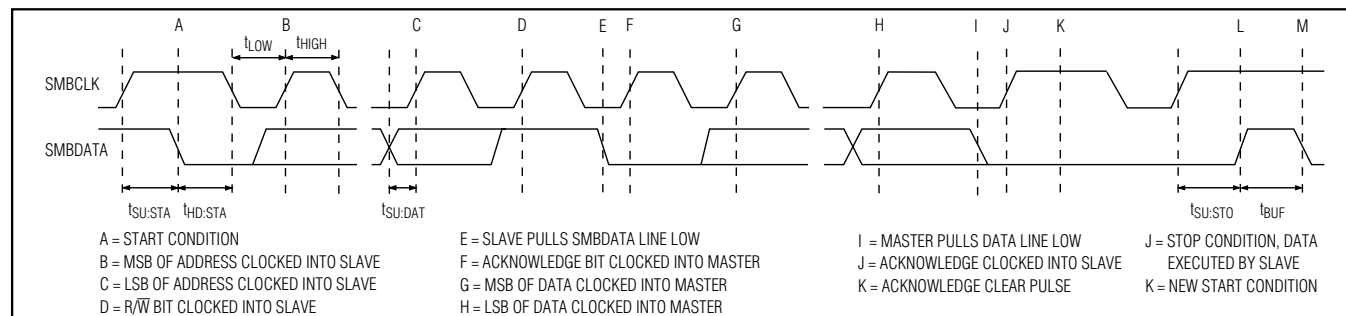 A B C D E F G H I J K L M
tLOW tHIGH
SMBCLK
SMBDATA
tSU:STA tHD:STA tSU:DAT tSU:STO tBUF
A = START CONDITION
B = MSB OF ADDRESS CLOCKED INTO SLAVE
C = LSB OF ADDRESS CLOCKED INTO SLAVE
D = R/W̅ BIT CLOCKED INTO SLAVE
E = SLAVE PULLS SMBDATA LINE LOW
F = ACKNOWLEDGE BIT CLOCKED INTO MASTER
G = MSB OF DATA CLOCKED INTO MASTER
H = LSB OF DATA CLOCKED INTO MASTER
I = MASTER PULLS DATA LINE LOW
J = ACKNOWLEDGE CLOCKED INTO SLAVE
K = ACKNOWLEDGE CLEAR PULSE
J = STOP CONDITION, DATA
EXECUTED BY SLAVE
K = NEW START CONDITION